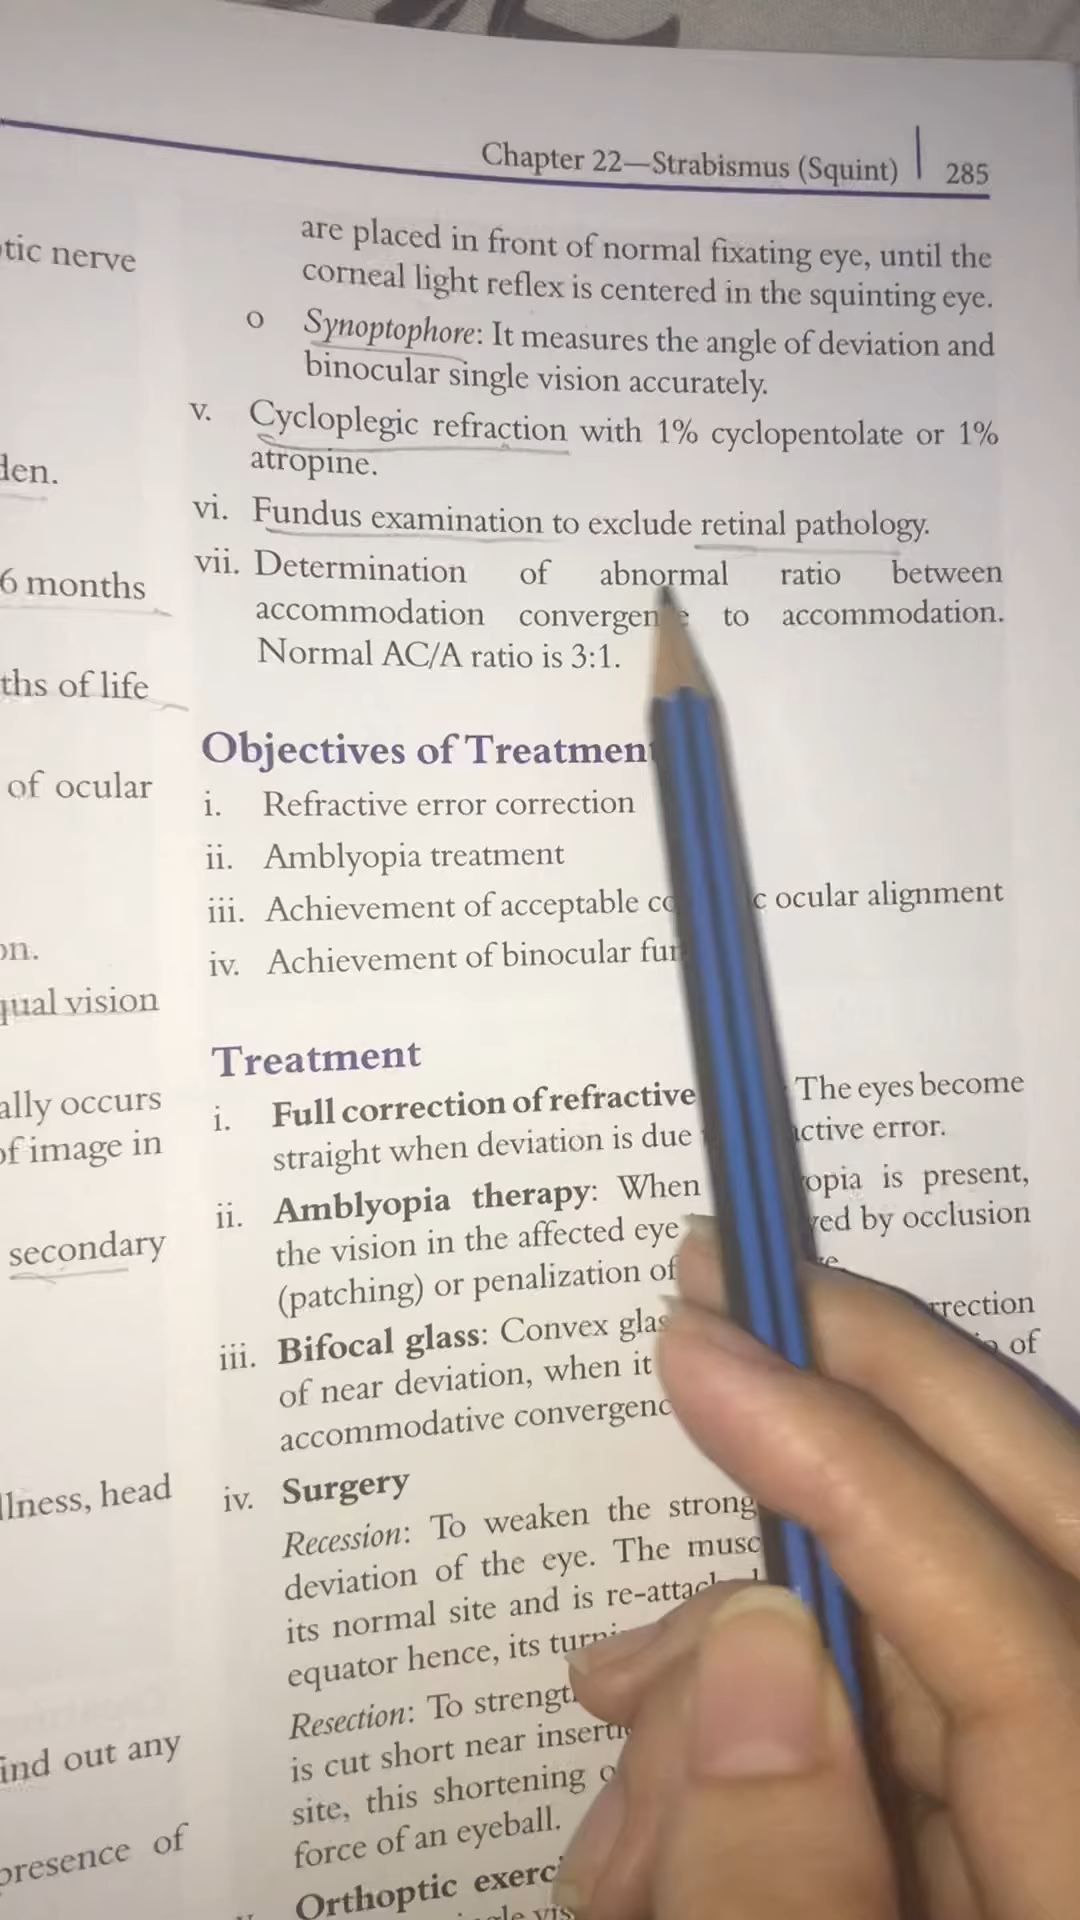 Chapter 22—Strabismus (Squint) 285
tic nerve
den.
6 months
ths of life
of ocular
on.
qual vision
ally occurs
of image in
secondary
llness, head
ind out any
presence of
are placed in front of normal fixating eye, until the
corneal light reflex is centered in the squinting eye.
o Synoptophore: It measures the angle of deviation and
binocular single vision accurately.
v. Cycloplegic refraction with 1% cyclopentolate or 1%
atropine.
vi. Fundus examination to exclude retinal pathology.
vii. Determination of abnormal ratio between
accommodation convergen e to accommodation.
Normal AC/A ratio is 3:1.
Objectives of Treatmen
i. Refractive error correction
ii. Amblyopia treatment
iii. Achievement of acceptable co c ocular alignment
iv. Achievement of binocular fun
Treatment
i. Full correction of refractive The eyes become
straight when deviation is due active error.
ii. Amblyopia therapy: When opia is present,
the vision in the affected eye ved by occlusion
(patching) or penalization of
iii. Bifocal glass: Convex glas rrection
of near deviation, when it of
accommodative convergenc
iv. Surgery
Recession: To weaken the strong
deviation of the eye. The musc
its normal site and is re-attached
equator hence, its turni
Resection: To strengt
is cut short near inserti
site, this shortening o
force of an eyeball.
Orthoptic exerci